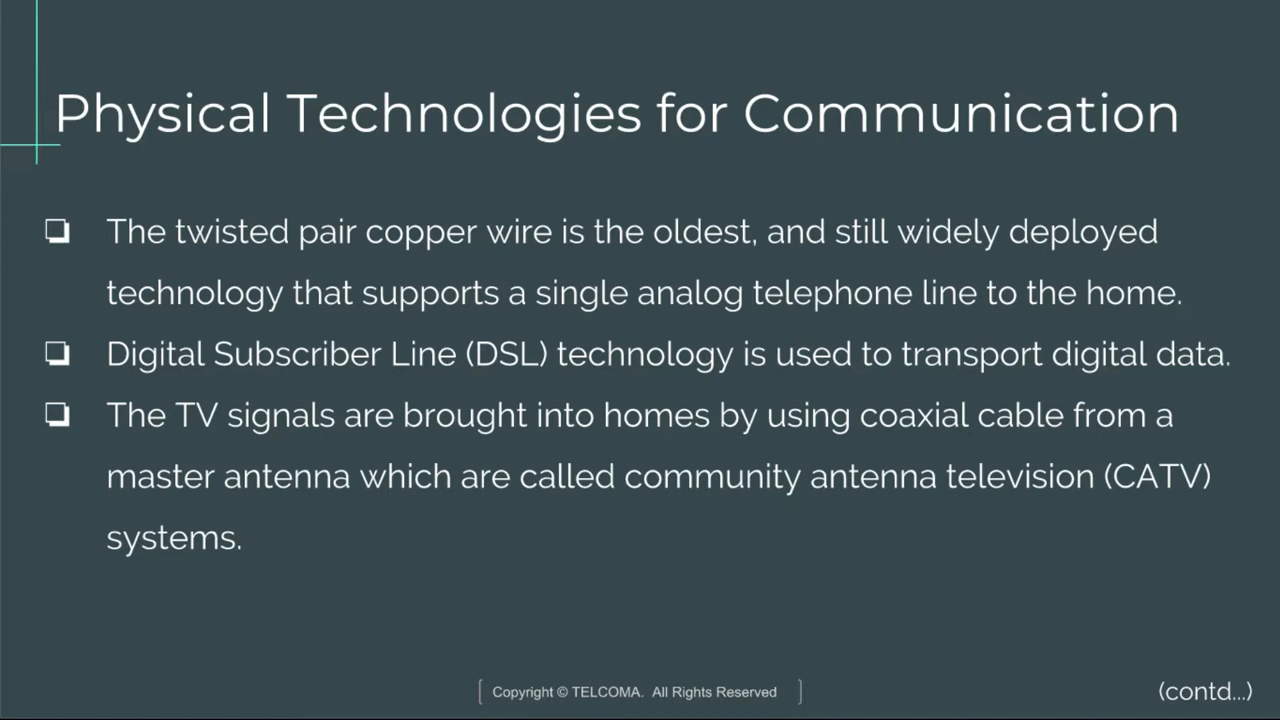 Physical Technologies for Communication
❏ The twisted pair copper wire is the oldest, and still widely deployed
technology that supports a single analog telephone line to the home.
❏ Digital Subscriber Line (DSL) technology is used to transport digital data.
❏ The TV signals are brought into homes by using coaxial cable from a
master antenna which are called community antenna television (CATV)
systems.
Copyright © TELCOMA. All Rights Reserved
(contd...)